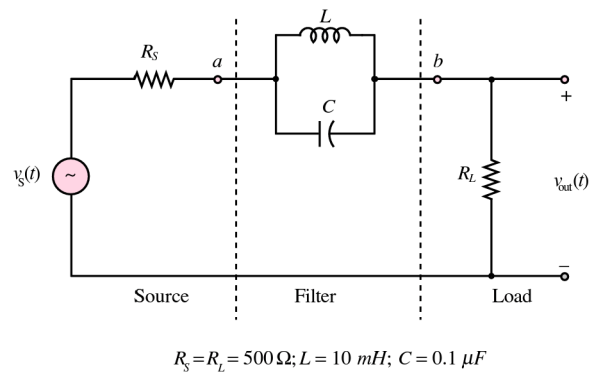 L
R_S
a
b
C
+
v_S(t)
~
R_L
v_out(t)
−
Source
Filter
Load
R_S = R_L = 500 Ω; L = 10 mH; C = 0.1 μF